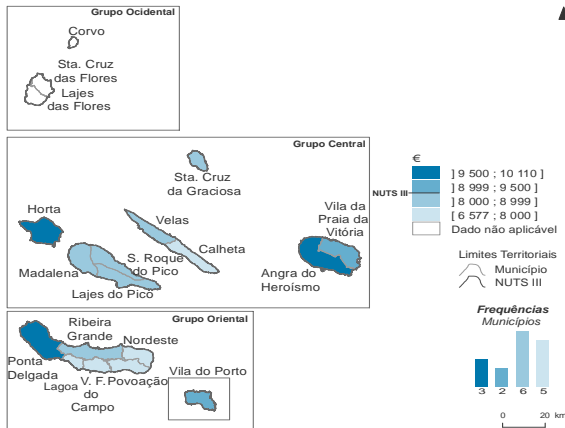 Grupo Ocidental
Corvo
Sta. Cruz
das Flores
Lajes
das Flores
Grupo Central
Sta. Cruz
da Graciosa
Horta
Velas
Vila da
Praia da
Vitória
Calheta
S. Roque
do Pico
Madalena
Lajes do Pico
Angra do
Heroísmo
Grupo Oriental
Ribeira
Grande
Nordeste
Ponta
Delgada
Lagoa
V. F.
do
Campo
Povoação
Vila do Porto
€
] 9 500 ; 10 110 ]
] 8 999 ; 9 500 ]
NUTS III
] 8 000 ; 8 999 ]
[ 6 577 ; 8 000 ]
Dado não aplicável
Limites Territoriais
Município
NUTS III
Frequências
Municípios
3 2 6 5
0 20 km